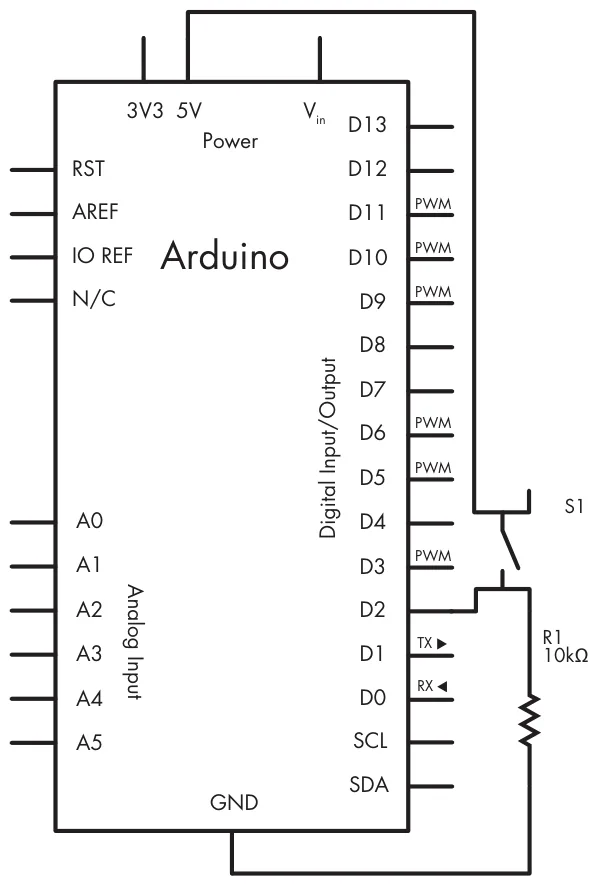 3V3 5V
Vin
Power
RST
AREF
IO REF
N/C
Arduino
D13
D12
D11 PWM
D10 PWM
D9 PWM
D8
D7
D6 PWM
D5 PWM
D4
D3 PWM
D2
D1 TX ▶
D0 RX ◀
SCL
SDA
Digital Input/Output
A0
A1
A2
A3
A4
A5
Analog Input
GND
S1
R1
10kΩ